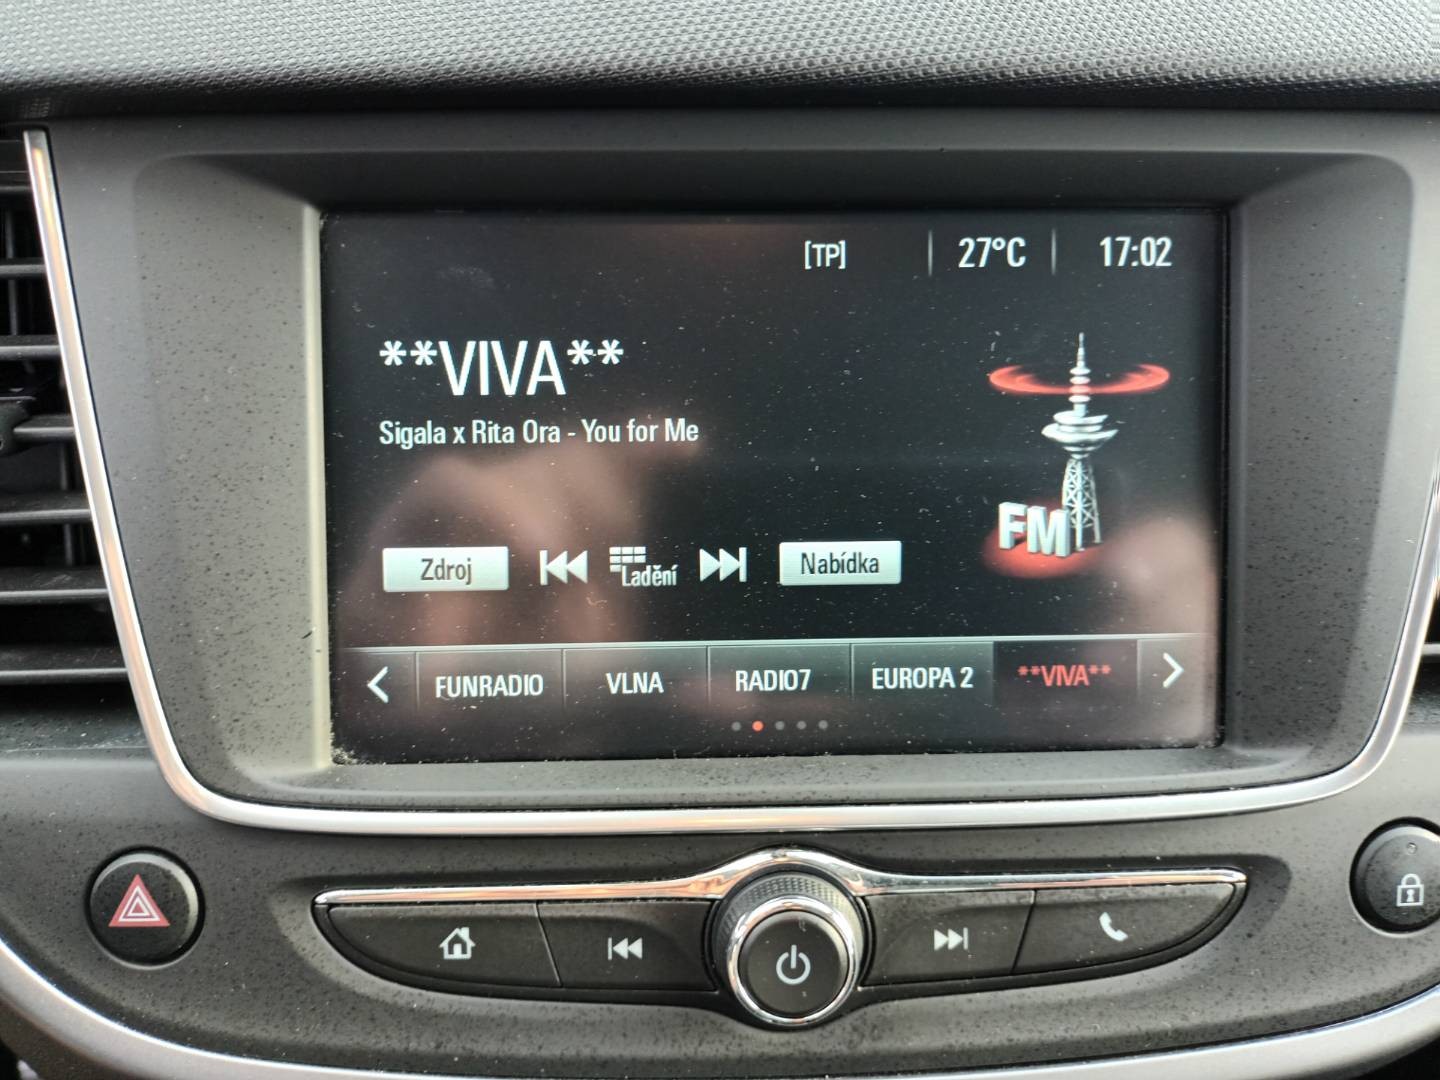 [TP] 27°C 17:02
**VIVA**
Sigala x Rita Ora - You for Me
FM
Zdroj Ladění Nabídka
FUNRADIO VLNA RADIO7 EUROPA 2 **VIVA**